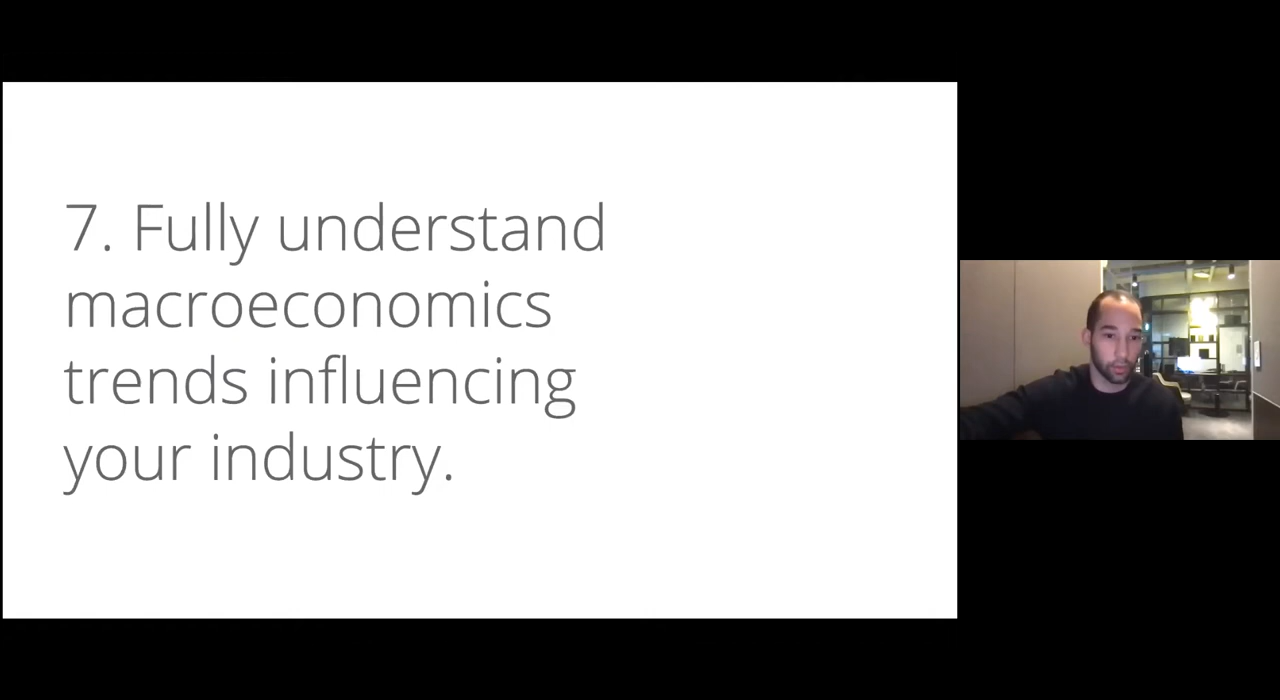 7. Fully understand
macroeconomics
trends influencing
your industry.